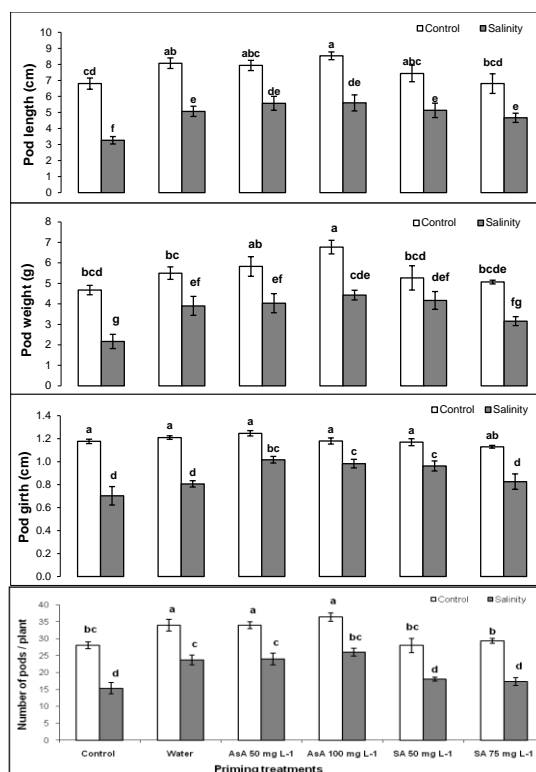 Control Salinity
Pod length (cm)
10
9
8
7
6
5
4
3
2
1
0
cd f ab e abc de a de abc e bcd e
Control Salinity
Pod weight (g)
8
7
6
5
4
3
2
1
0
bcd g bc ef ab ef a cde bcd def bcde fg
Control Salinity
Pod girth (cm)
1.4
1.2
1.0
0.8
0.6
0.4
0.2
0.0
a d a d a bc a c a c ab d
Control Salinity
Number of pods / plant
40
35
30
25
20
15
10
5
0
bc d a c a c a bc bc d b d
Control Water AsA 50 mg L-1 AsA 100 mg L-1 SA 50 mg L-1 SA 75 mg L-1
Priming treatments